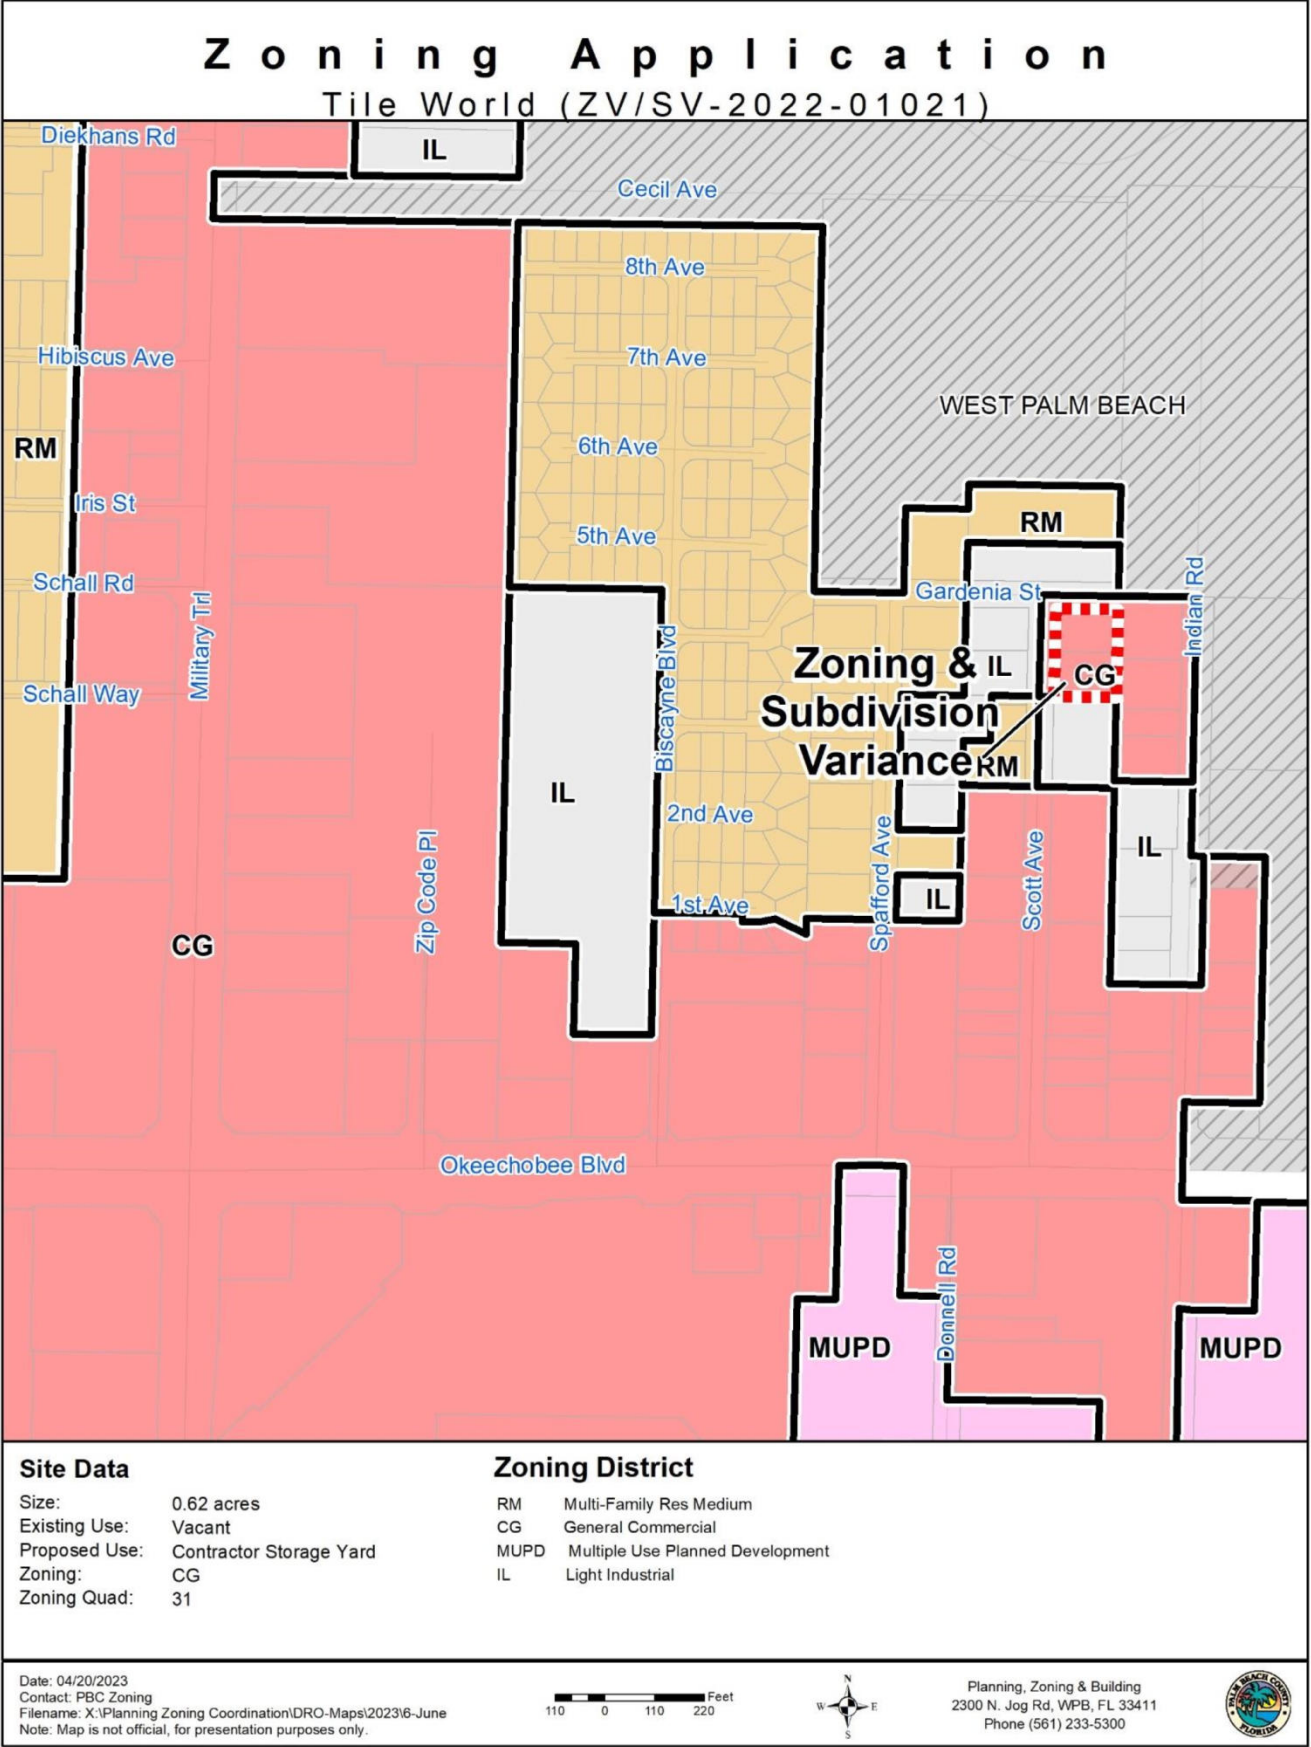 Zoning Application
Tile World (ZV/SV-2022-01021)
Diekhans Rd
IL
Cecil Ave
8th Ave
Hibiscus Ave
7th Ave
WEST PALM BEACH
RM
6th Ave
Iris St
5th Ave
RM
Schall Rd
Military Trl
Gardenia St
Indian Rd
Biscayne Blvd
Zoning &
Subdivision
Variance
IL
CG
Schall Way
RM
IL
2nd Ave
Zip Code Pl
Spafford Ave
Scott Ave
IL
1st Ave
IL
CG
Okeechobee Blvd
Donnell Rd
MUPD
MUPD
Site Data
Size: 0.62 acres
Existing Use: Vacant
Proposed Use: Contractor Storage Yard
Zoning: CG
Zoning Quad: 31
Zoning District
RM Multi-Family Res Medium
CG General Commercial
MUPD Multiple Use Planned Development
IL Light Industrial
Date: 04/20/2023
Contact: PBC Zoning
Filename: X:\Planning Zoning Coordination\DRO-Maps\2023\6-June
Note: Map is not official, for presentation purposes only.
Feet
110 0 110 220
N
W E
S
Planning, Zoning & Building
2300 N. Jog Rd, WPB, FL 33411
Phone (561) 233-5300
PALM BEACH COUNTY
FLORIDA